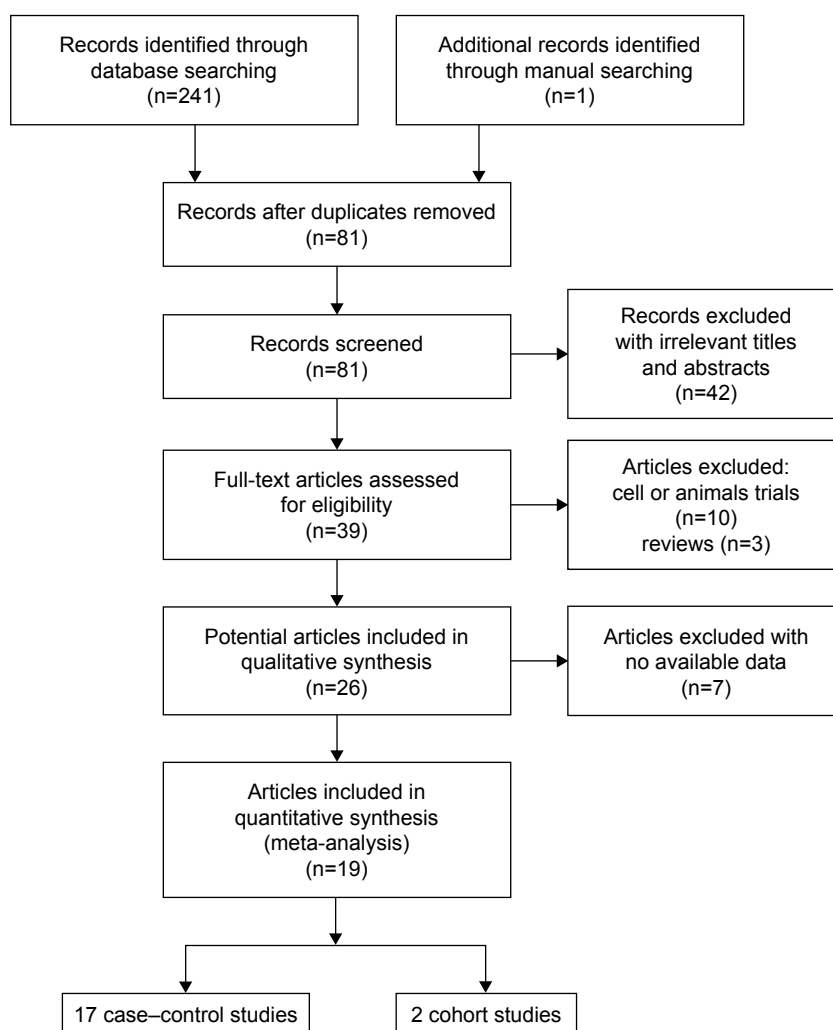 Records identified through
database searching
(n=241)
Additional records identified
through manual searching
(n=1)
Records after duplicates removed
(n=81)
Records screened
(n=81)
Records excluded
with irrelevant titles
and abstracts
(n=42)
Full-text articles assessed
for eligibility
(n=39)
Articles excluded:
cell or animals trials
(n=10)
reviews (n=3)
Potential articles included in
qualitative synthesis
(n=26)
Articles excluded with
no available data
(n=7)
Articles included in
quantitative synthesis
(meta-analysis)
(n=19)
17 case–control studies
2 cohort studies